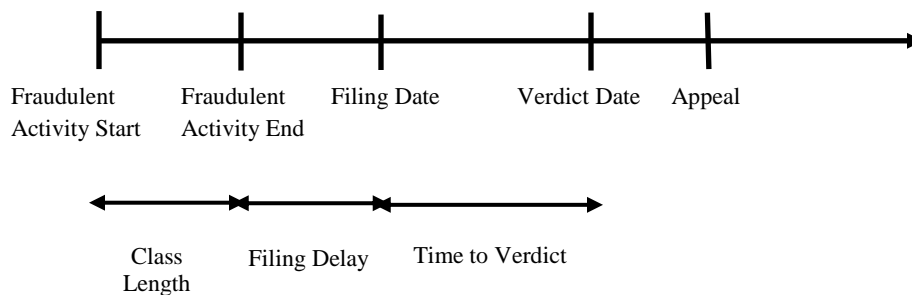 Fraudulent
Activity Start
Fraudulent
Activity End
Filing Date
Verdict Date
Appeal
Class
Length
Filing Delay
Time to Verdict